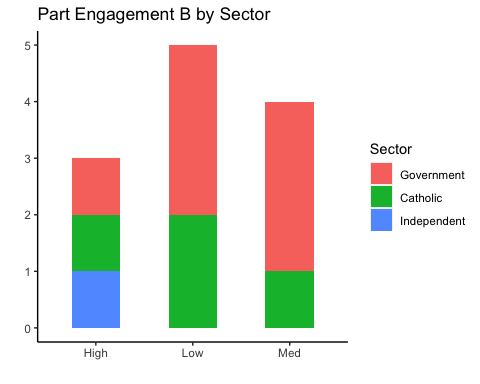 Part Engagement B by Sector
5
4
3
2
1
0
High Low Med
Sector
Government
Catholic
Independent